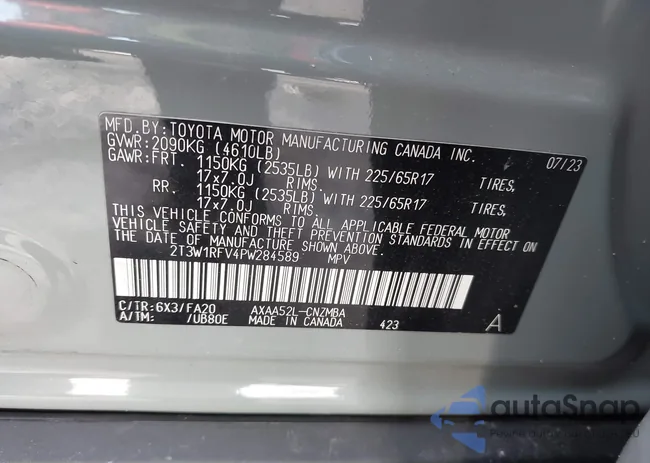 MFD.BY:TOYOTA MOTOR MANUFACTURING CANADA INC. 07/23
GVWR:2090KG (4610LB)
GAWR:FRT. 1150KG (2535LB) WITH 225/65R17 TIRES,
17x7.0J RIMS.
RR. 1150KG (2535LB) WITH 225/65R17 TIRES,
17x7.0J RIMS.
THIS VEHICLE CONFORMS TO ALL APPLICABLE FEDERAL MOTOR
VEHICLE SAFETY AND THEFT PREVENTION STANDARDS IN EFFECT ON
THE DATE OF MANUFACTURE SHOWN ABOVE.
2T3W1RFV4PW284589 MPV
C/TR:6X3/FA20 AXAA52L-CNZMBA
A/TM: /UB80E MADE IN CANADA 423 A
autoSnap